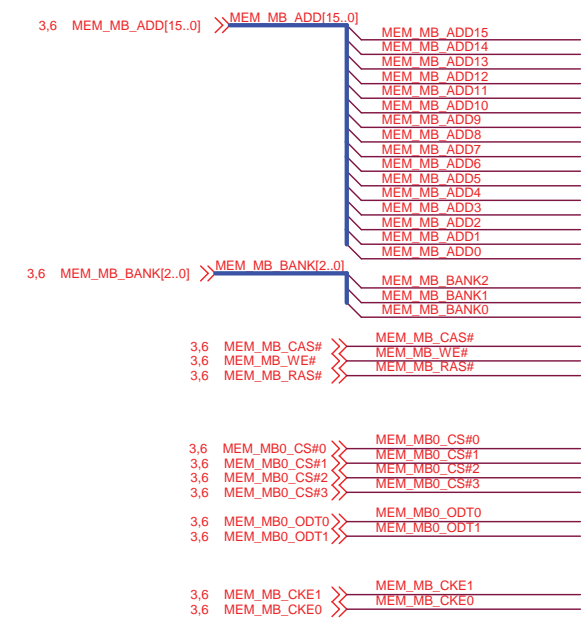 3,6 MEM_MB_ADD[15..0] MEM_MB_ADD[15..0]
MEM_MB_ADD15
MEM_MB_ADD14
MEM_MB_ADD13
MEM_MB_ADD12
MEM_MB_ADD11
MEM_MB_ADD10
MEM_MB_ADD9
MEM_MB_ADD8
MEM_MB_ADD7
MEM_MB_ADD6
MEM_MB_ADD5
MEM_MB_ADD4
MEM_MB_ADD3
MEM_MB_ADD2
MEM_MB_ADD1
MEM_MB_ADD0
3,6 MEM_MB_BANK[2..0] MEM_MB_BANK[2..0]
MEM_MB_BANK2
MEM_MB_BANK1
MEM_MB_BANK0
3,6 MEM_MB_CAS# MEM_MB_CAS#
3,6 MEM_MB_WE# MEM_MB_WE#
3,6 MEM_MB_RAS# MEM_MB_RAS#
3,6 MEM_MB0_CS#0 MEM_MB0_CS#0
3,6 MEM_MB0_CS#1 MEM_MB0_CS#1
3,6 MEM_MB0_CS#2 MEM_MB0_CS#2
3,6 MEM_MB0_CS#3 MEM_MB0_CS#3
3,6 MEM_MB0_ODT0 MEM_MB0_ODT0
3,6 MEM_MB0_ODT1 MEM_MB0_ODT1
3,6 MEM_MB_CKE1 MEM_MB_CKE1
3,6 MEM_MB_CKE0 MEM_MB_CKE0